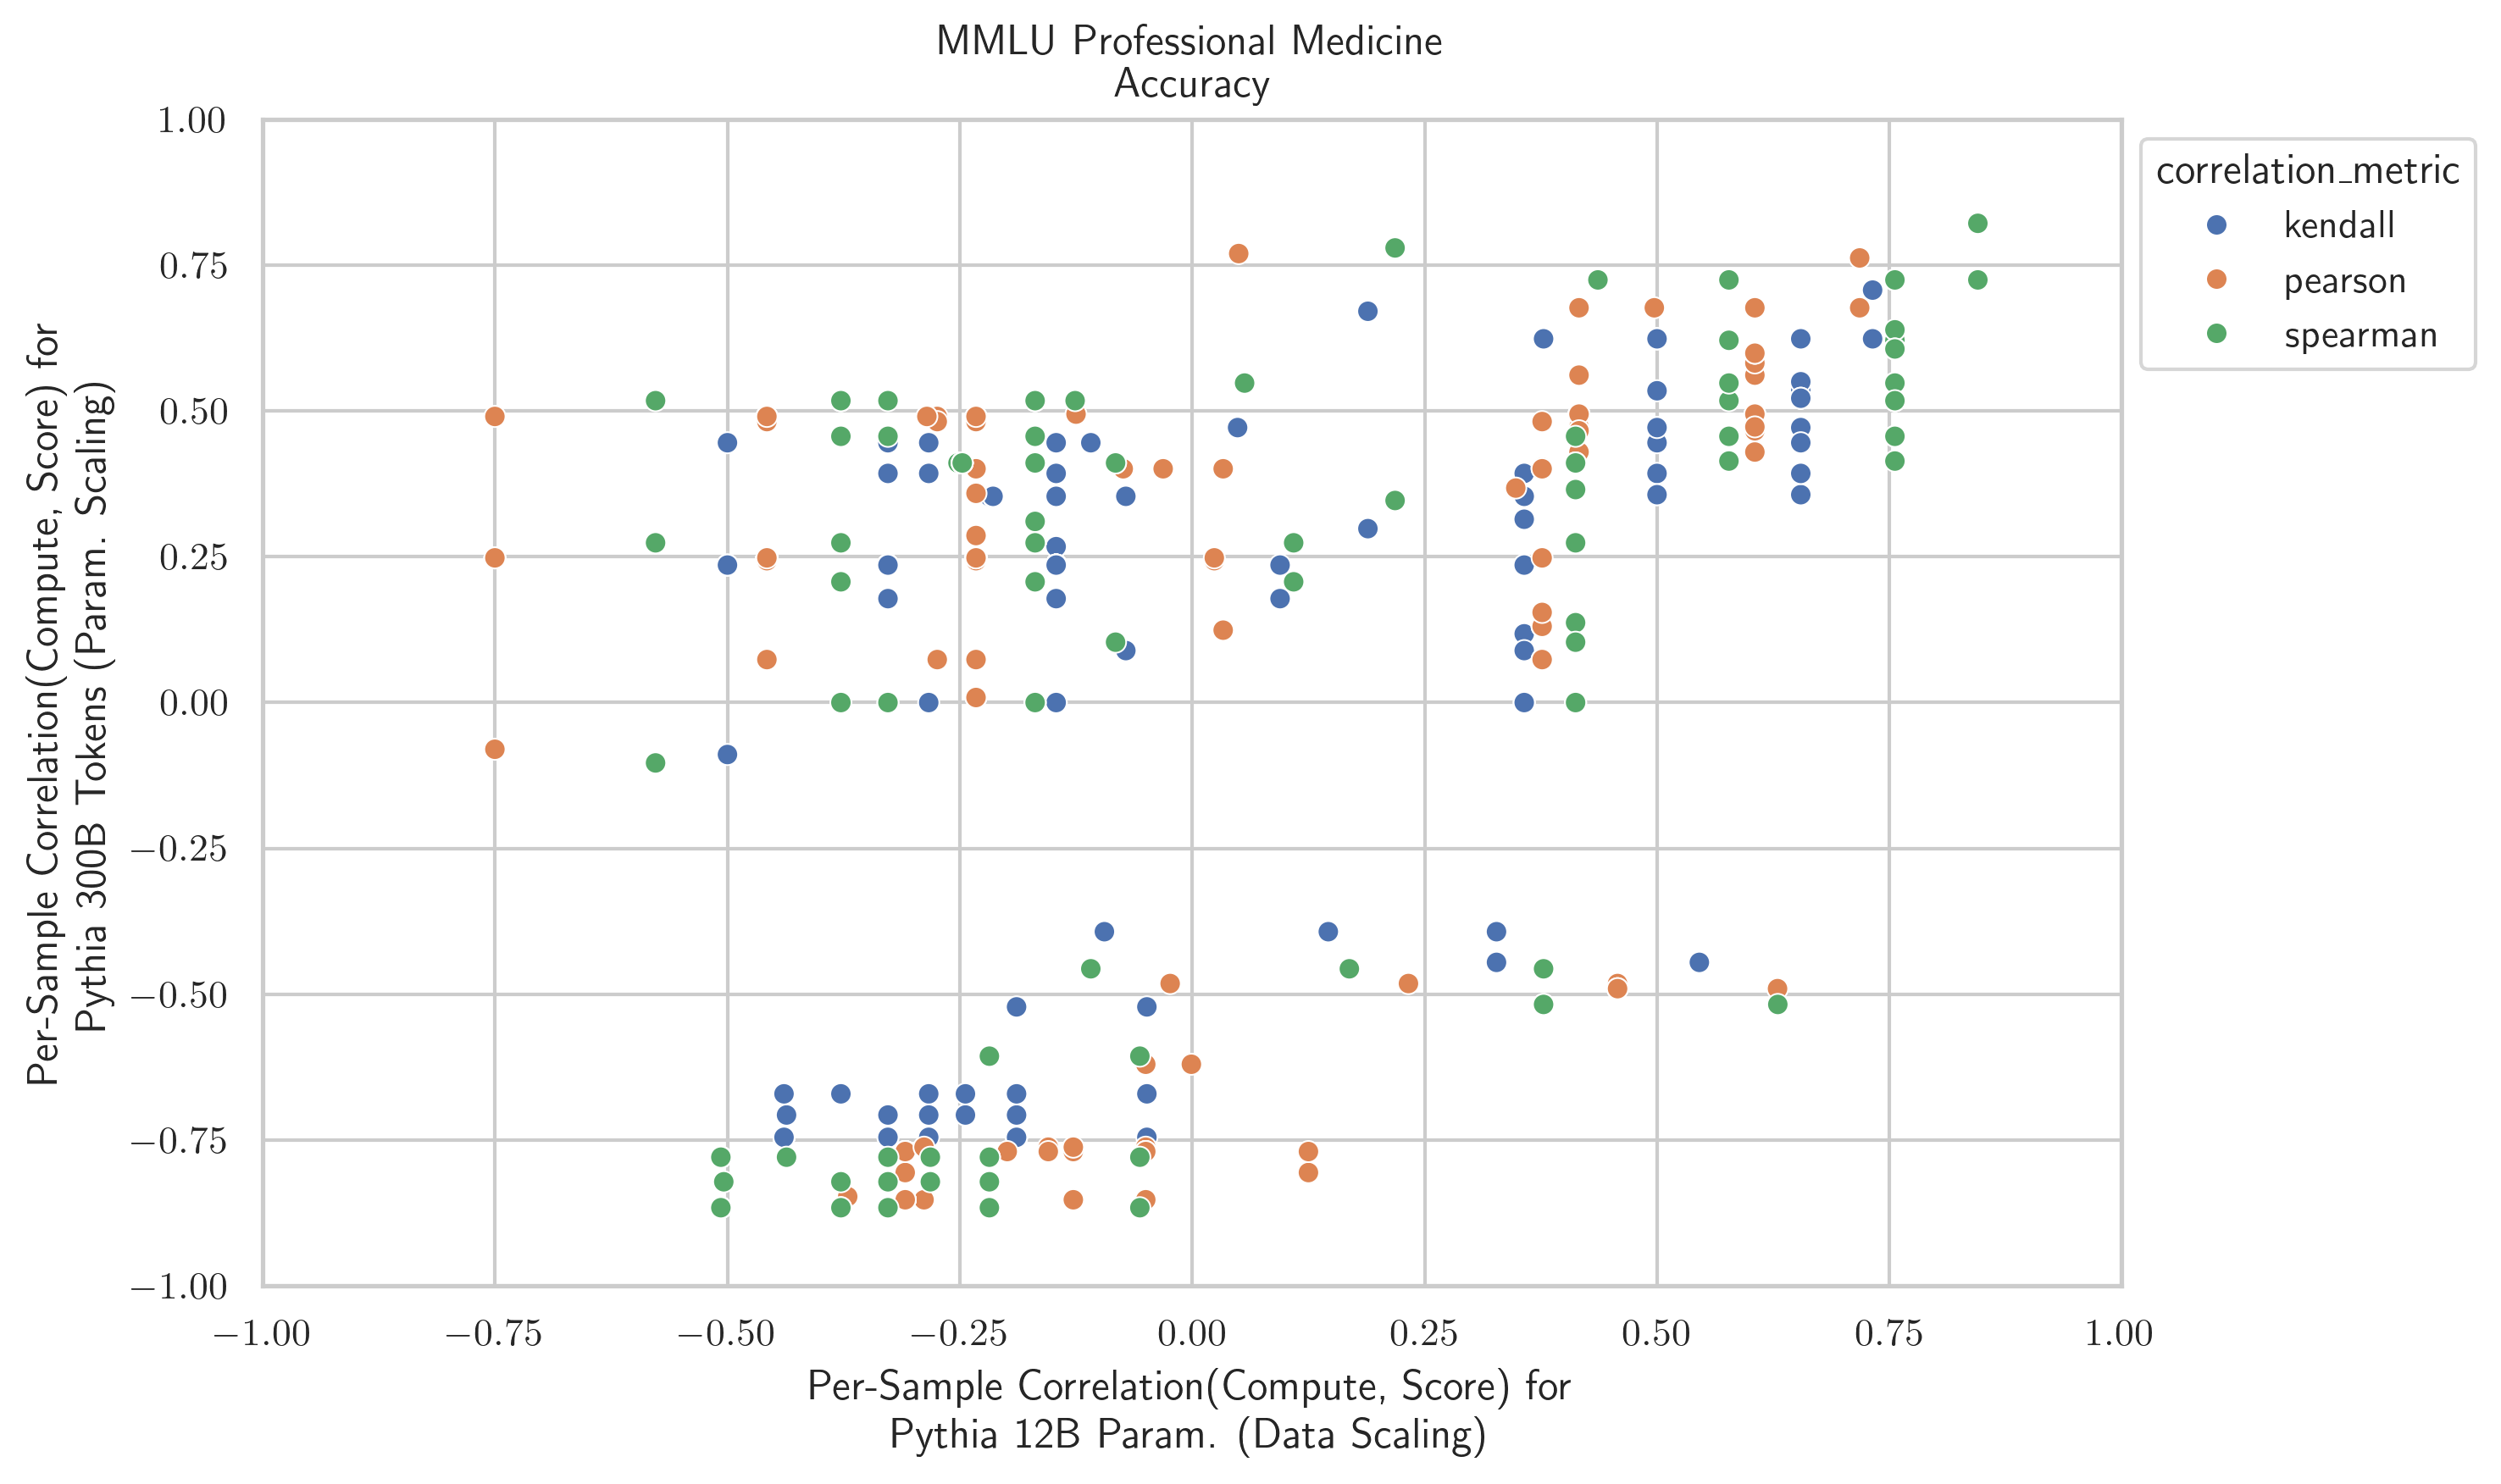 MMLU Professional Medicine
Accuracy
Per-Sample Correlation(Compute, Score) for
Pythia 300B Tokens (Param. Scaling)
1.00
0.75
0.50
0.25
0.00
−0.25
−0.50
−0.75
−1.00
−1.00 −0.75 −0.50 −0.25 0.00 0.25 0.50 0.75 1.00
Per-Sample Correlation(Compute, Score) for
Pythia 12B Param. (Data Scaling)
correlation_metric
kendall
pearson
spearman